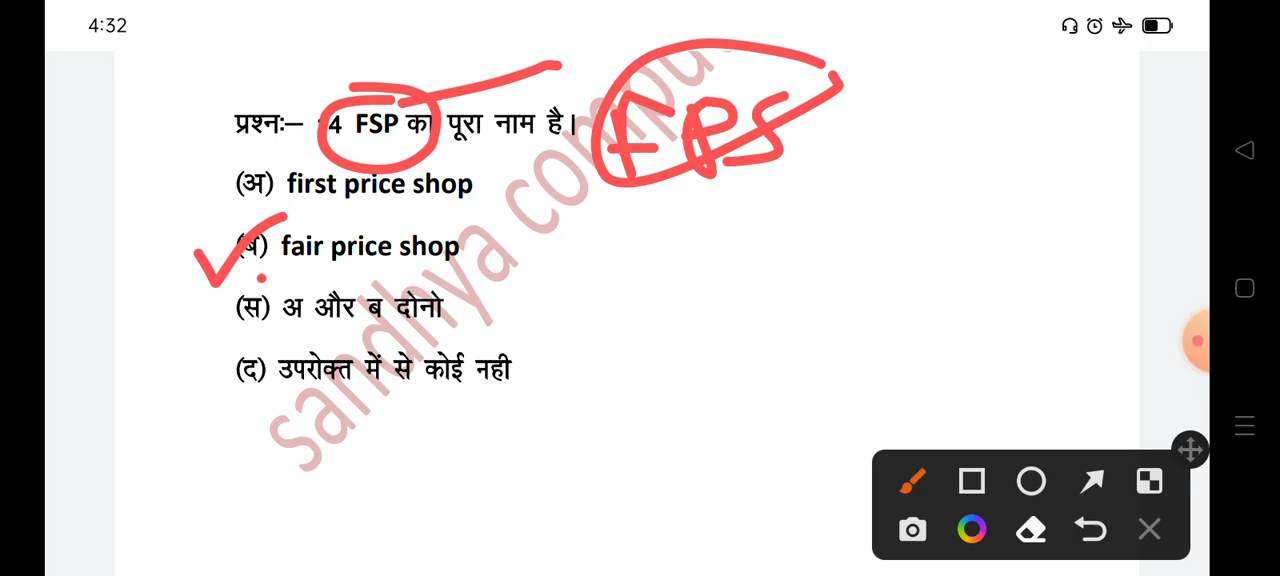 4:32
प्रश्नः– 4 FSP का पूरा नाम है।
FPS
(अ) first price shop
(ब) fair price shop
(स) अ और ब दोनो
(द) उपरोक्त में से कोई नही
sandhya compu